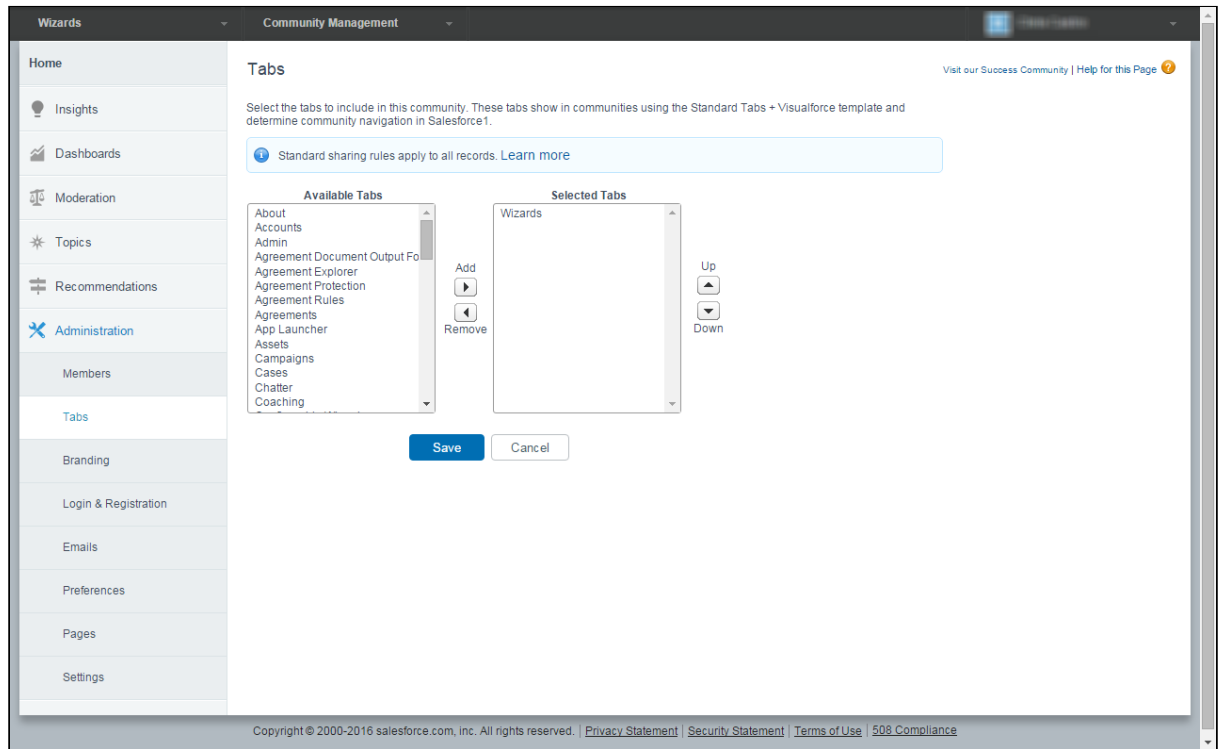 Wizards
Community Management
Home
Insights
Dashboards
Moderation
Topics
Recommendations
Administration
Members
Tabs
Branding
Login & Registration
Emails
Preferences
Pages
Settings
Tabs
Visit our Success Community | Help for this Page
Select the tabs to include in this community. These tabs show in communities using the Standard Tabs + Visualforce template and
determine community navigation in Salesforce1.
Standard sharing rules apply to all records. Learn more
Available Tabs
About
Accounts
Admin
Agreement Document Output Fo
Agreement Explorer
Agreement Protection
Agreement Rules
Agreements
App Launcher
Assets
Campaigns
Cases
Chatter
Coaching
Add
Remove
Selected Tabs
Wizards
Up
Down
Save
Cancel
Copyright © 2000-2016 salesforce.com, inc. All rights reserved. | Privacy Statement | Security Statement | Terms of Use | 508 Compliance